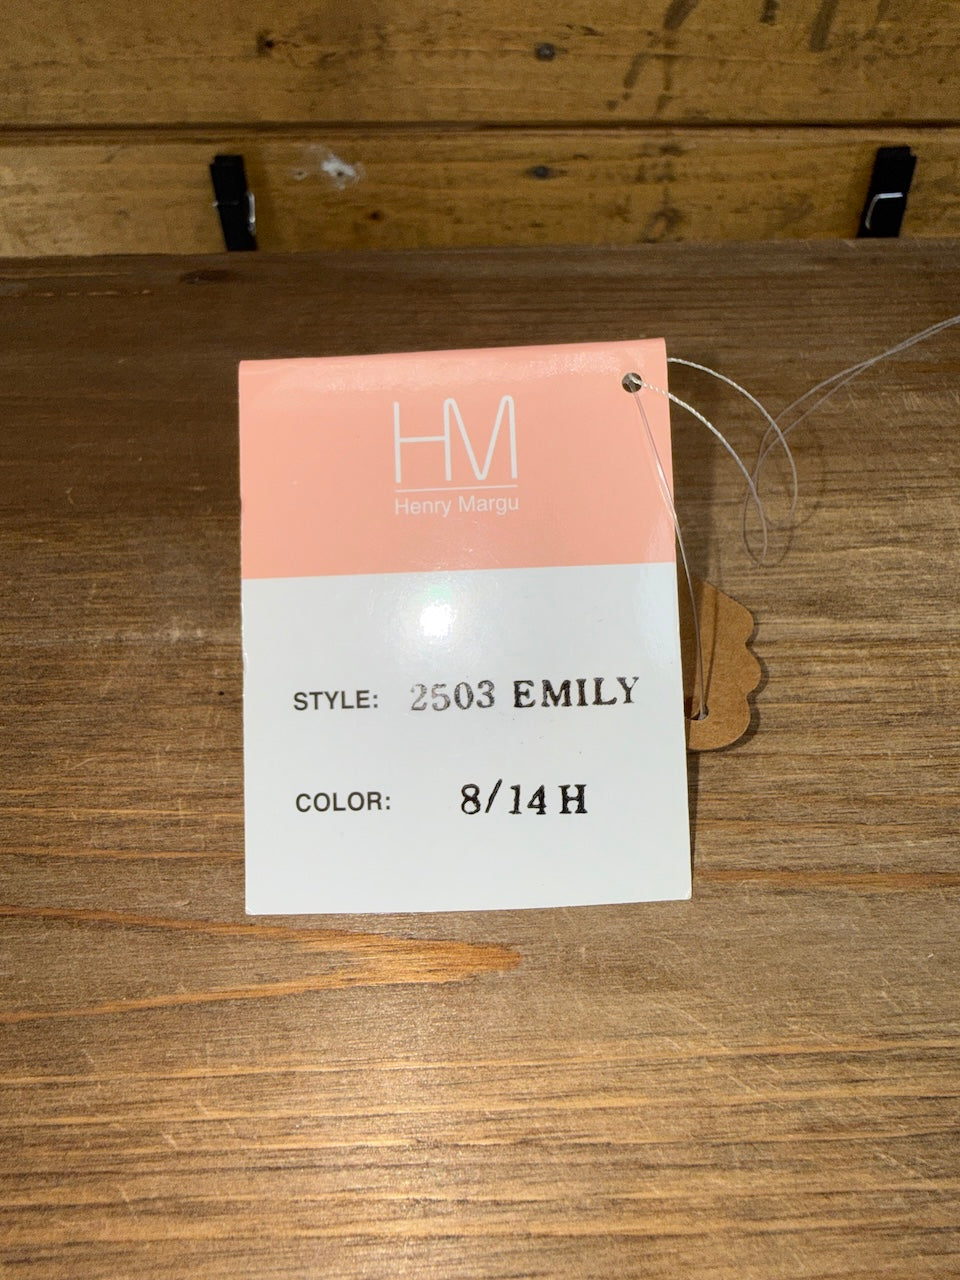 HM
Henry Margu
STYLE: 2503 EMILY
COLOR: 8/14 H